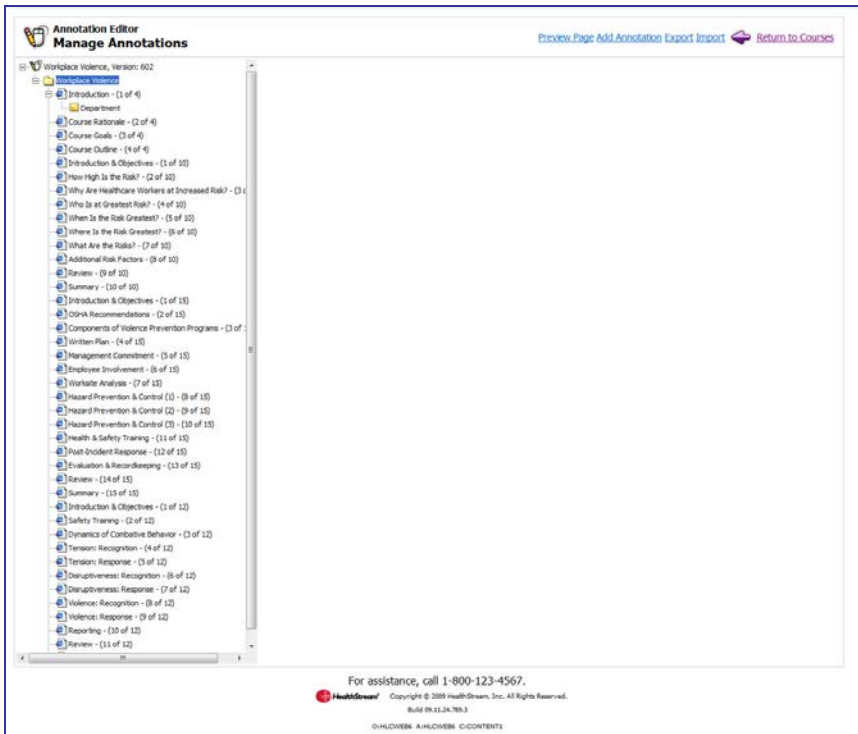 Annotation Editor
Manage Annotations
Preview Page Add Annotation Export Import Return to Courses
Workplace Violence, Version: 602
Workplace Violence
Introduction - (1 of 4)
Department
Course Rationale - (2 of 4)
Course Goals - (3 of 4)
Course Outline - (4 of 4)
Introduction & Objectives - (1 of 10)
How High Is the Risk? - (2 of 10)
Why Are Healthcare Workers at Increased Risk? - (3 o
Who Is at Greatest Risk? - (4 of 10)
When Is the Risk Greatest? - (5 of 10)
Where Is the Risk Greatest? - (6 of 10)
What Are the Risks? - (7 of 10)
Additional Risk Factors - (8 of 10)
Review - (9 of 10)
Summary - (10 of 10)
Introduction & Objectives - (1 of 15)
OSHA Recommendations - (2 of 15)
Components of Violence Prevention Programs - (3 of
Written Plan - (4 of 15)
Management Commitment - (5 of 15)
Employee Involvement - (6 of 15)
Worksite Analysis - (7 of 15)
Hazard Prevention & Control (1) - (8 of 15)
Hazard Prevention & Control (2) - (9 of 15)
Hazard Prevention & Control (3) - (10 of 15)
Health & Safety Training - (11 of 15)
Post-Incident Response - (12 of 15)
Evaluation & Recordkeeping - (13 of 15)
Review - (14 of 15)
Summary - (15 of 15)
Introduction & Objectives - (1 of 12)
Safety Training - (2 of 12)
Dynamics of Combative Behavior - (3 of 12)
Tension: Recognition - (4 of 12)
Tension: Response - (5 of 12)
Disruptiveness: Recognition - (6 of 12)
Disruptiveness: Response - (7 of 12)
Violence: Recognition - (8 of 12)
Violence: Response - (9 of 12)
Reporting - (10 of 12)
Review - (11 of 12)
For assistance, call 1-800-123-4567.
HealthStream Copyright © 2009 HealthStream, Inc. All Rights Reserved.
Build 09.11.24.789.3
O:HLCWEB6 A:HLCWEB6 C:CONTENT1